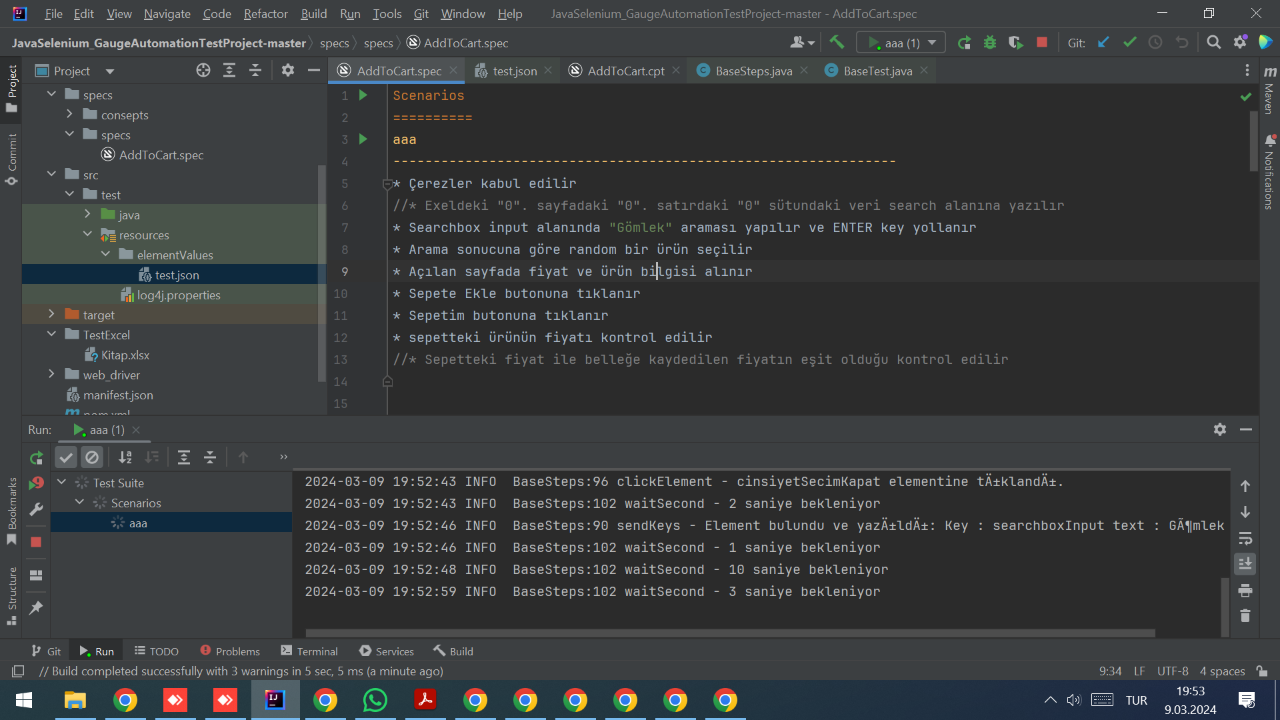 File Edit View Navigate Code Refactor Build Run Tools Git Window Help JavaSelenium_GaugeAutomationTestProject-master - AddToCart.spec
JavaSelenium_GaugeAutomationTestProject-master specs specs AddToCart.spec aaa (1) Git:
Project AddToCart.spec test.json AddToCart.cpt BaseSteps.java BaseTest.java
Project
Commit
Bookmarks
Structure
specs
consepts
specs
AddToCart.spec
src
test
java
resources
elementValues
test.json
log4j.properties
target
TestExcel
Kitap.xlsx
web_driver
manifest.json
pom.xml
1 Scenarios
2 ==========
3 aaa
4 ---------------------------------------------------------------
5 * Çerezler kabul edilir
6 //* Exeldeki "0". sayfadaki "0". satırdaki "0" sütundaki veri search alanına yazılır
7 * Searchbox input alanında "Gömlek" araması yapılır ve ENTER key yollanır
8 * Arama sonucuna göre random bir ürün seçilir
9 * Açılan sayfada fiyat ve ürün bilgisi alınır
10 * Sepete Ekle butonuna tıklanır
11 * Sepetim butonuna tıklanır
12 * sepetteki ürünün fiyatı kontrol edilir
13 //* Sepetteki fiyat ile belleğe kaydedilen fiyatın eşit olduğu kontrol edilir
14
15
m Maven
Notifications
Run: aaa (1)
Test Suite
Scenarios
aaa
2024-03-09 19:52:43 INFO BaseSteps:96 clickElement - cinsiyetSecimKapat elementine tÄ±klandÄ±.
2024-03-09 19:52:43 INFO BaseSteps:102 waitSecond - 2 saniye bekleniyor
2024-03-09 19:52:46 INFO BaseSteps:90 sendKeys - Element bulundu ve yazÄ±ldÄ±: Key : searchboxInput text : GÃ¶mlek
2024-03-09 19:52:46 INFO BaseSteps:102 waitSecond - 1 saniye bekleniyor
2024-03-09 19:52:48 INFO BaseSteps:102 waitSecond - 10 saniye bekleniyor
2024-03-09 19:52:59 INFO BaseSteps:102 waitSecond - 3 saniye bekleniyor
Git Run TODO Problems Terminal Services Build
// Build completed successfully with 3 warnings in 5 sec, 5 ms (a minute ago) 9:34 LF UTF-8 4 spaces
TUR 19:53
9.03.2024